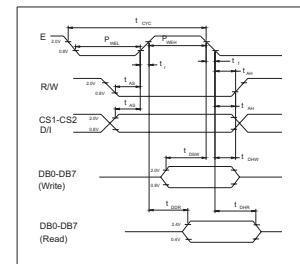 t CYC
E 2.0V 0.8V P WEL P WEH
t r t f
R/W 2.0V 0.8V t AS t AH
CS1-CS2 2.0V t AS t AH
D/I 0.8V
t DSW t DHW
DB0-DB7 2.0V
(Write) 0.8V
t DDR t DHR
DB0-DB7 2.4V
(Read) 0.4V